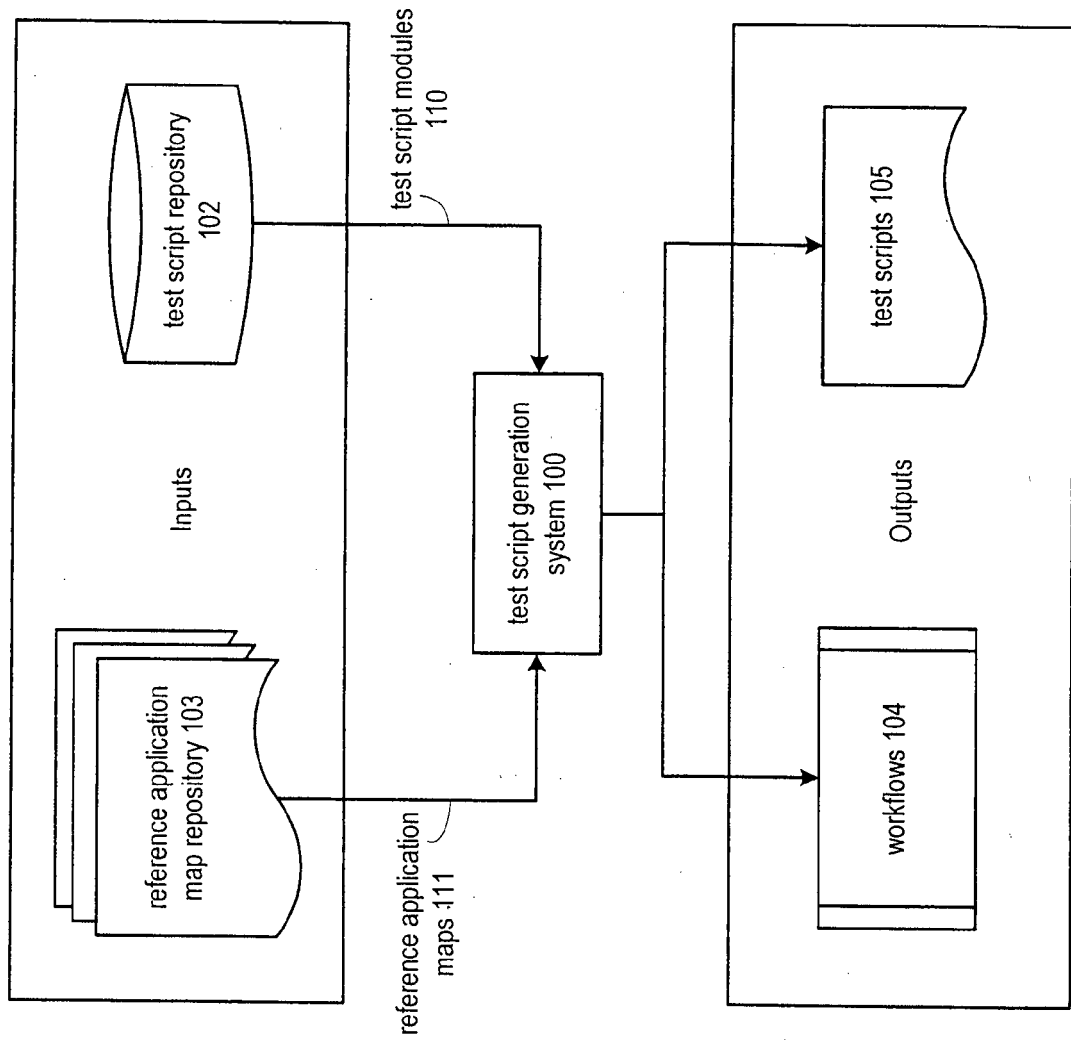 Inputs
reference application
map repository 103
test script repository
102
reference application
maps 111
test script modules
110
test script generation
system 100
Outputs
workflows 104
test scripts 105